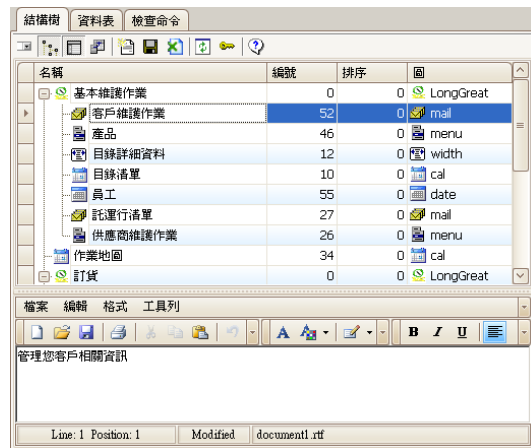 結構樹 資料表 檢查命令
名稱 編號 排序 圖
基本維護作業 0 0 LongGreat
客戶維護作業 52 0 mail
產品 46 0 menu
目錄詳細資料 12 0 width
目錄清單 10 0 cal
員工 55 0 date
託運行清單 27 0 mail
供應商維護作業 26 0 menu
作業地圖 34 0 cal
訂貨 0 0 LongGreat
檔案 編輯 格式 工具列
A B I U
管理您客戶相關資訊
Line: 1 Position: 1 Modified document1.rtf